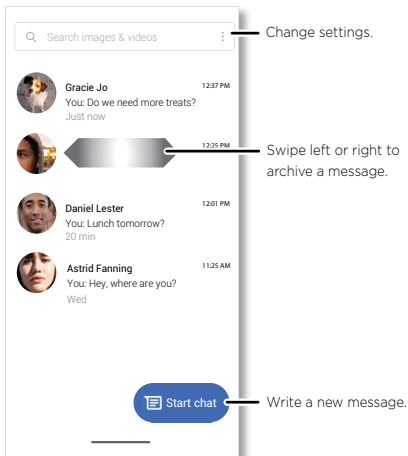 Search images & videos
Change settings.
Gracie Jo 12:37 PM
You: Do we need more treats?
Just now
12:25 PM
Swipe left or right to
archive a message.
Daniel Lester 12:01 PM
You: Lunch tomorrow?
20 min
Astrid Fanning 11:25 AM
You: Hey, where are you?
Wed
Start chat
Write a new message.